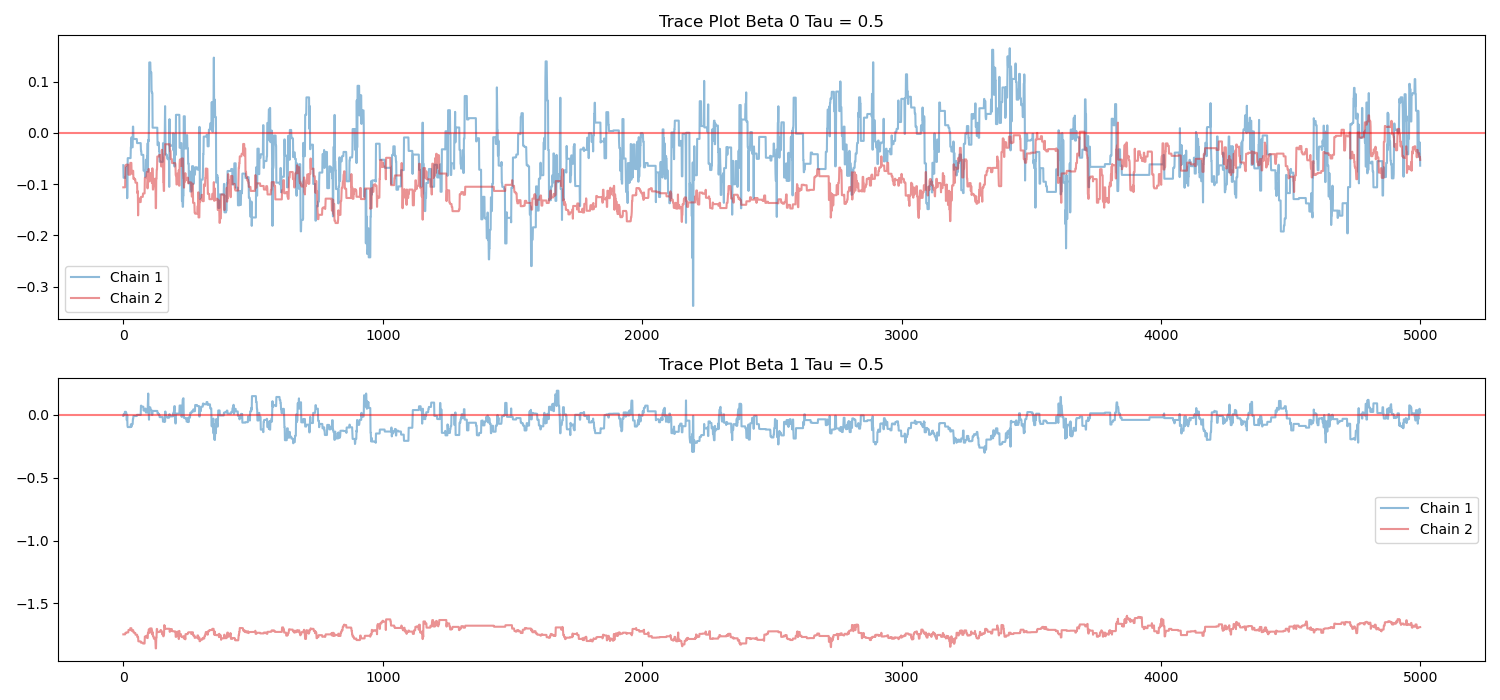 Trace Plot Beta 0 Tau = 0.5
0.1
0.0
−0.1
−0.2
−0.3
Chain 1
Chain 2
0 1000 2000 3000 4000 5000
Trace Plot Beta 1 Tau = 0.5
0.0
−0.5
−1.0
−1.5
Chain 1
Chain 2
0 1000 2000 3000 4000 5000